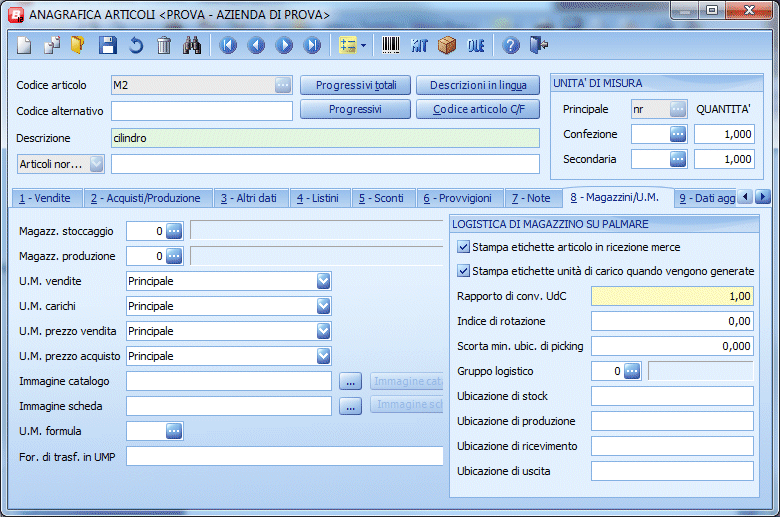 ANAGRAFICA ARTICOLI <PROVA - AZIENDA DI PROVA>
KIT OLE
Codice articolo M2 Progressivi totali Descrizioni in lingua
Codice alternativo Progressivi Codice articolo C/F
Descrizione cilindro
Articoli nor...
UNITA' DI MISURA
Principale nr QUANTITA'
Confezione 1,000
Secondaria 1,000
1 - Vendite 2 - Acquisti/Produzione 3 - Altri dati 4 - Listini 5 - Sconti 6 - Provvigioni 7 - Note 8 - Magazzini/U.M. 9 - Dati agg
Magazz. stoccaggio 0
Magazz. produzione 0
U.M. vendite Principale
U.M. carichi Principale
U.M. prezzo vendita Principale
U.M. prezzo acquisto Principale
Immagine catalogo ... Immagine cata
Immagine scheda ... Immagine sch
U.M. formula
For. di trasf. in UMP
LOGISTICA DI MAGAZZINO SU PALMARE
Stampa etichette articolo in ricezione merce
Stampa etichette unità di carico quando vengono generate
Rapporto di conv. UdC 1,00
Indice di rotazione 0,00
Scorta min. ubic. di picking 0,000
Gruppo logistico 0
Ubicazione di stock
Ubicazione di produzione
Ubicazione di ricevimento
Ubicazione di uscita